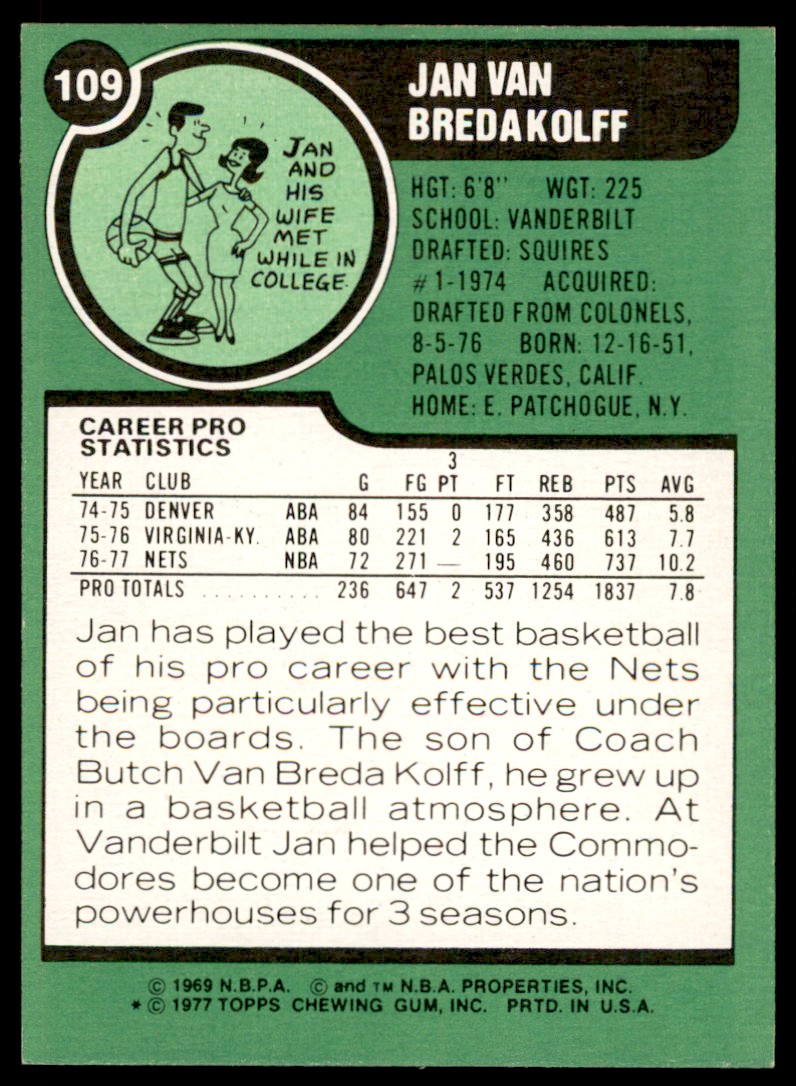 109
JAN VAN
BREDA KOLFF
JAN
AND
HIS
WIFE
MET
WHILE IN
COLLEGE.
HGT: 6'8" WGT: 225
SCHOOL: VANDERBILT
DRAFTED: SQUIRES
#1-1974 ACQUIRED:
DRAFTED FROM COLONELS,
8-5-76 BORN: 12-16-51,
PALOS VERDES, CALIF.
HOME: E. PATCHOGUE, N.Y.
CAREER PRO
STATISTICS
3
YEAR CLUB G FG PT FT REB PTS AVG
74-75 DENVER ABA 84 155 0 177 358 487 5.8
75-76 VIRGINIA-KY. ABA 80 221 2 165 436 613 7.7
76-77 NETS NBA 72 271 — 195 460 737 10.2
PRO TOTALS .......... 236 647 2 537 1254 1837 7.8
Jan has played the best basketball
of his pro career with the Nets
being particularly effective under
the boards. The son of Coach
Butch Van Breda Kolff, he grew up
in a basketball atmosphere. At
Vanderbilt Jan helped the Commo-
dores become one of the nation's
powerhouses for 3 seasons.
© 1969 N.B.P.A. © and TM N.B.A. PROPERTIES, INC.
* © 1977 TOPPS CHEWING GUM, INC. PRTD. IN U.S.A.